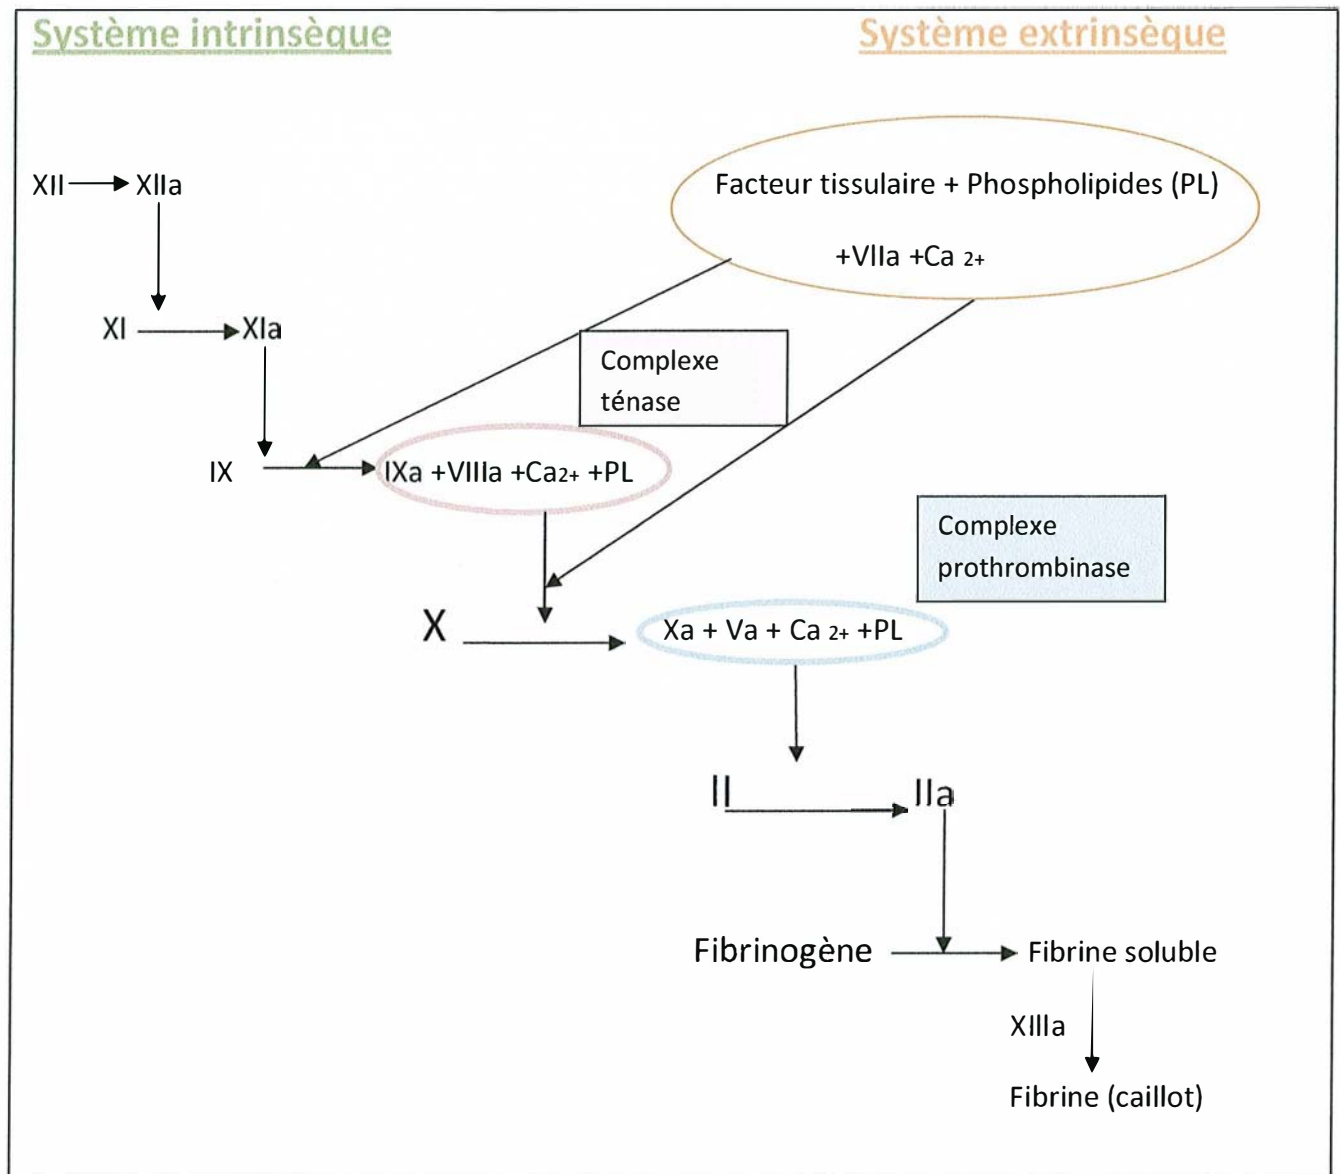 Système intrinsèque
Système extrinsèque
XII XIIa
Facteur tissulaire + Phospholipides (PL)
+VIIa +Ca 2+
XI XIa
Complexe
ténase
IX
IXa +VIIIa +Ca2+ +PL
Complexe
prothrombinase
X
Xa + Va + Ca 2+ +PL
II IIa
Fibrinogène
Fibrine soluble
XIIIa
Fibrine (caillot)